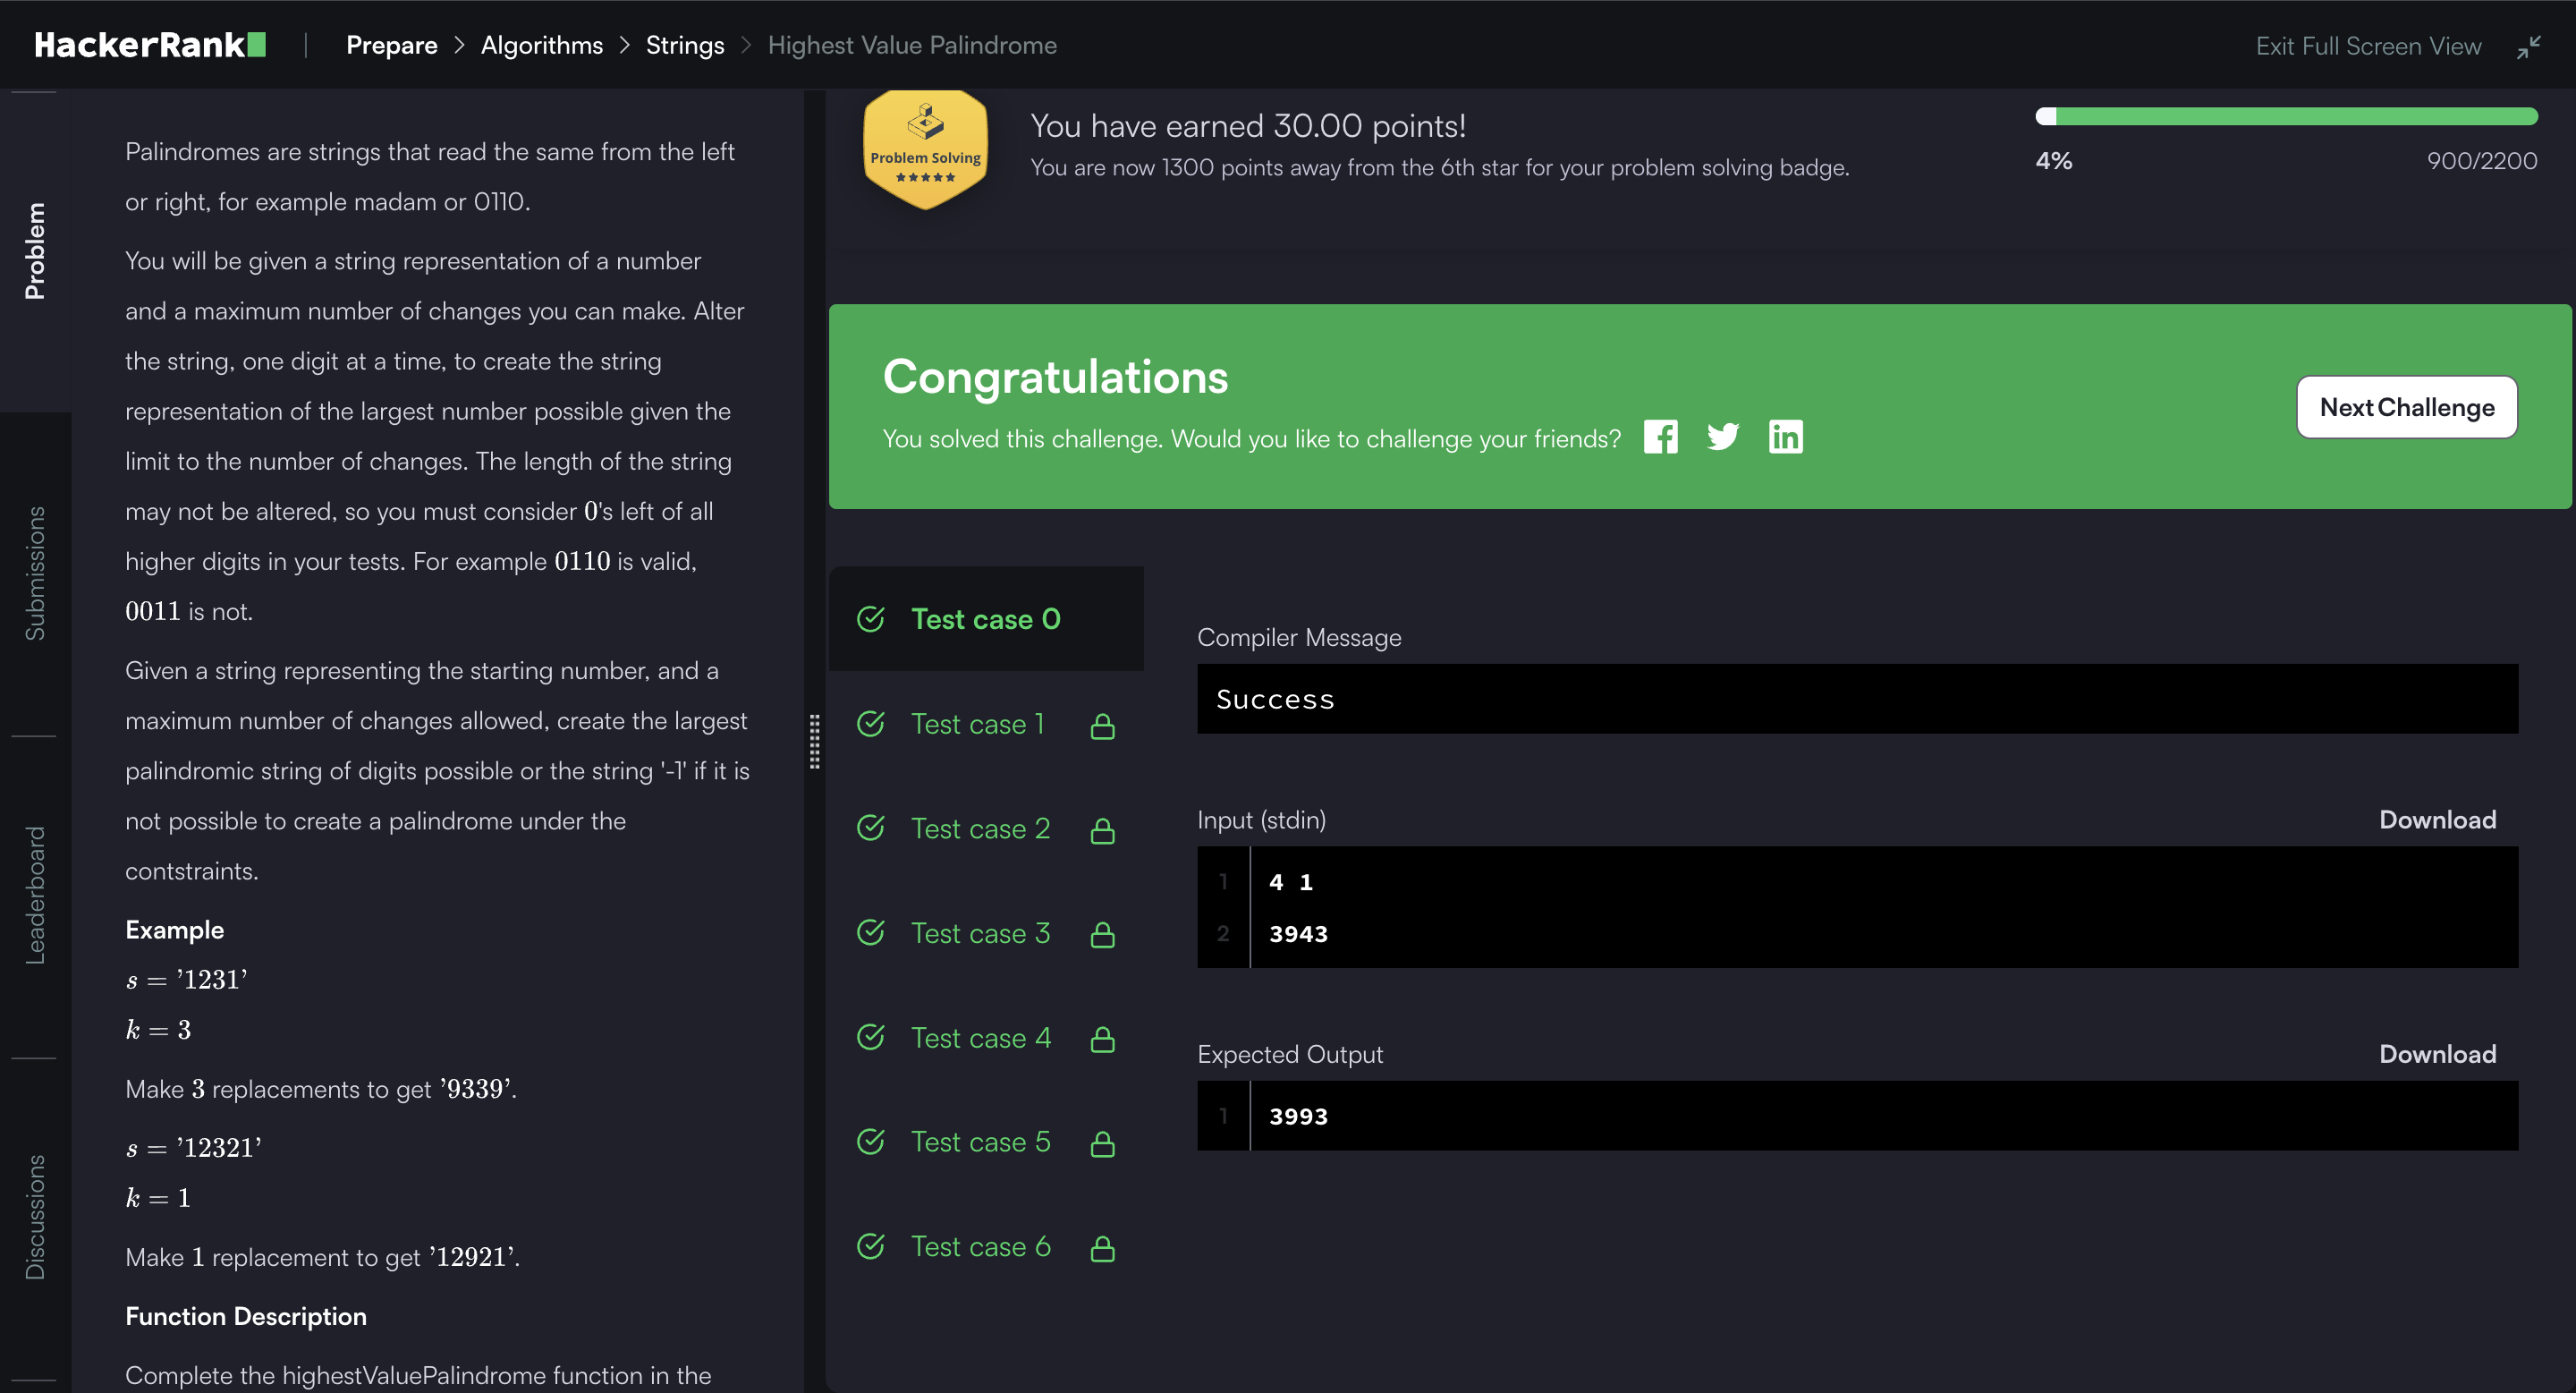 HackerRank
Prepare > Algorithms > Strings > Highest Value Palindrome
Exit Full Screen View
Problem
Submissions
Leaderboard
Discussions
Palindromes are strings that read the same from the left
or right, for example madam or 0110.
You will be given a string representation of a number
and a maximum number of changes you can make. Alter
the string, one digit at a time, to create the string
representation of the largest number possible given the
limit to the number of changes. The length of the string
may not be altered, so you must consider 0's left of all
higher digits in your tests. For example 0110 is valid,
0011 is not.
Given a string representing the starting number, and a
maximum number of changes allowed, create the largest
palindromic string of digits possible or the string '-1' if it is
not possible to create a palindrome under the
contstraints.
Example
s = '1231'
k = 3
Make 3 replacements to get '9339'.
s = '12321'
k = 1
Make 1 replacement to get '12921'.
Function Description
Complete the highestValuePalindrome function in the
Problem Solving
You have earned 30.00 points!
You are now 1300 points away from the 6th star for your problem solving badge.
4%
900/2200
Congratulations
You solved this challenge. Would you like to challenge your friends?
Next Challenge
Test case 0
Test case 1
Test case 2
Test case 3
Test case 4
Test case 5
Test case 6
Compiler Message
Success
Input (stdin)
Download
1 4 1
2 3943
Expected Output
Download
1 3993